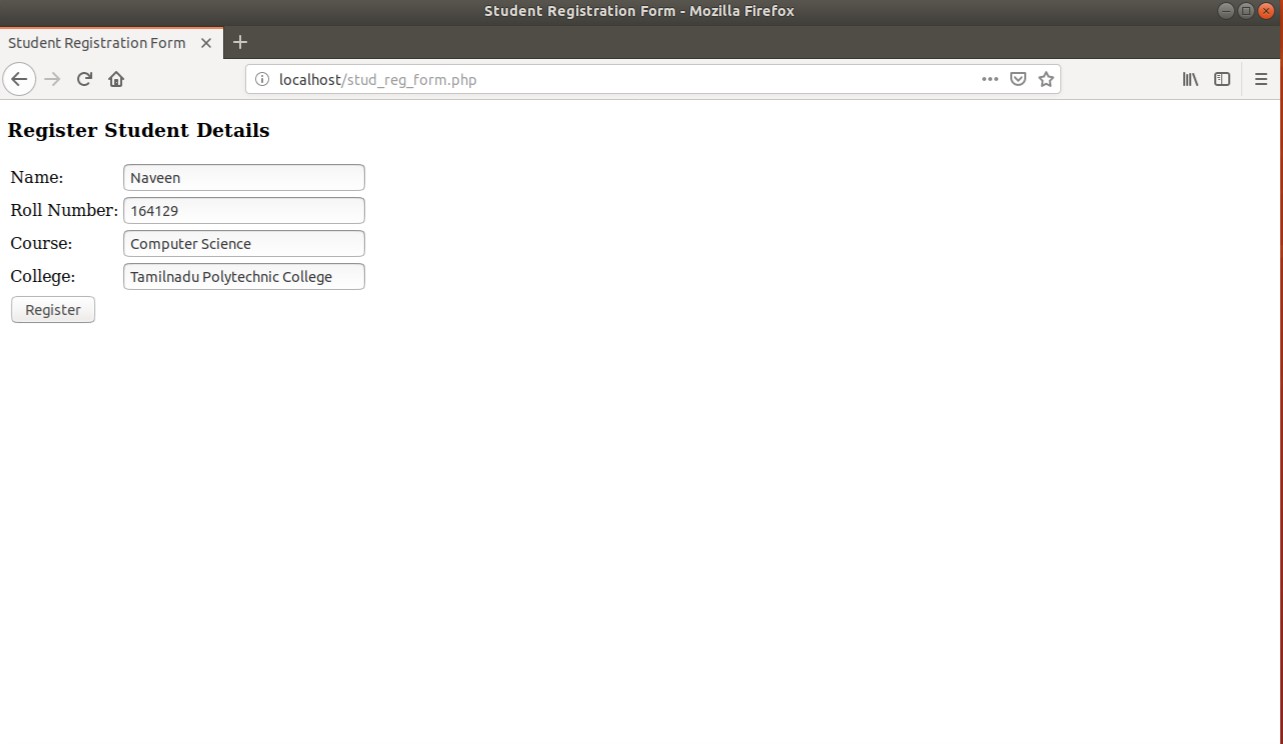 Student Registration Form - Mozilla Firefox
Student Registration Form
localhost/stud_reg_form.php
Register Student Details
Name: Naveen
Roll Number: 164129
Course: Computer Science
College: Tamilnadu Polytechnic College
Register